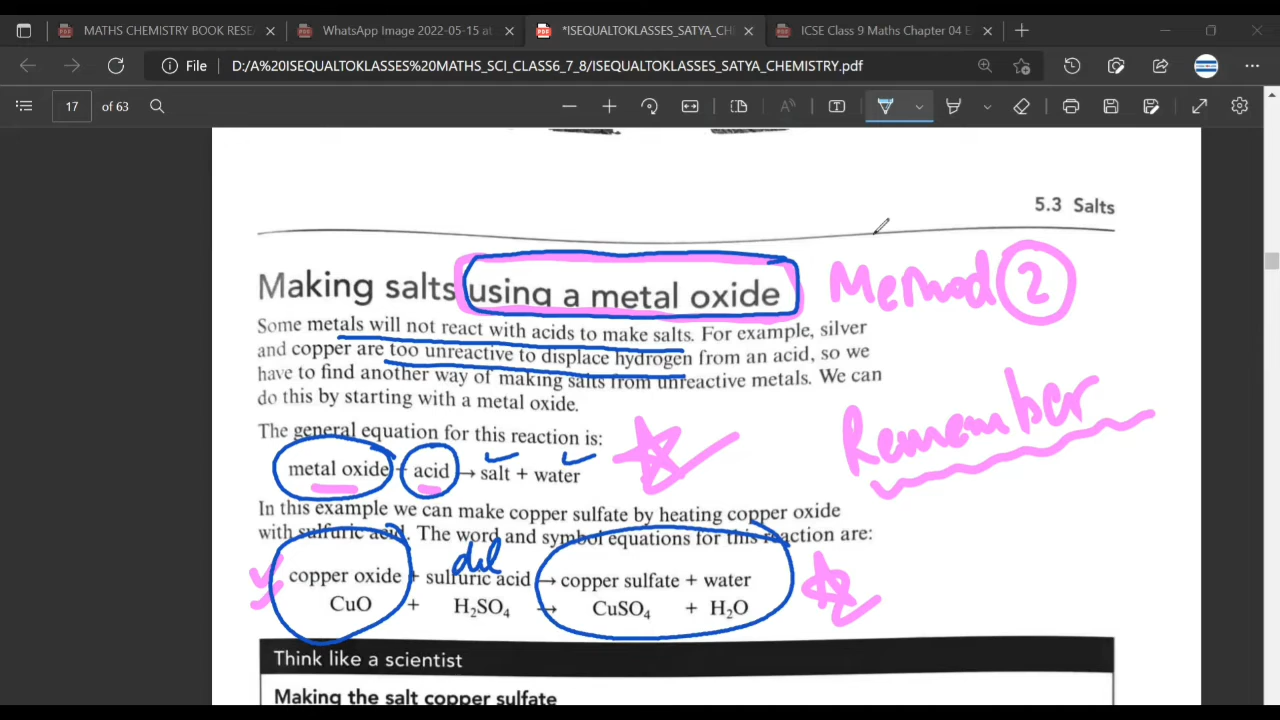 MATHS CHEMISTRY BOOK RESE
WhatsApp Image 2022-05-15 at
*ISEQUALTOKLASSES_SATYA_CH
ICSE Class 9 Maths Chapter 04 E
File D:/A%20ISEQUALTOKLASSES%20MATHS_SCI_CLASS6_7_8/ISEQUALTOKLASSES_SATYA_CHEMISTRY.pdf
17 of 63
5.3 Salts
Making salts using a metal oxide
Method 2
Some metals will not react with acids to make salts. For example, silver
and copper are too unreactive to displace hydrogen from an acid, so we
have to find another way of making salts from unreactive metals. We can
do this by starting with a metal oxide.
Remember
The general equation for this reaction is:
metal oxide + acid → salt + water
In this example we can make copper sulfate by heating copper oxide
with sulfuric acid. The word and symbol equations for this reaction are:
dil
copper oxide + sulfuric acid → copper sulfate + water
CuO + H₂SO₄ → CuSO₄ + H₂O
Think like a scientist
Making the salt copper sulfate